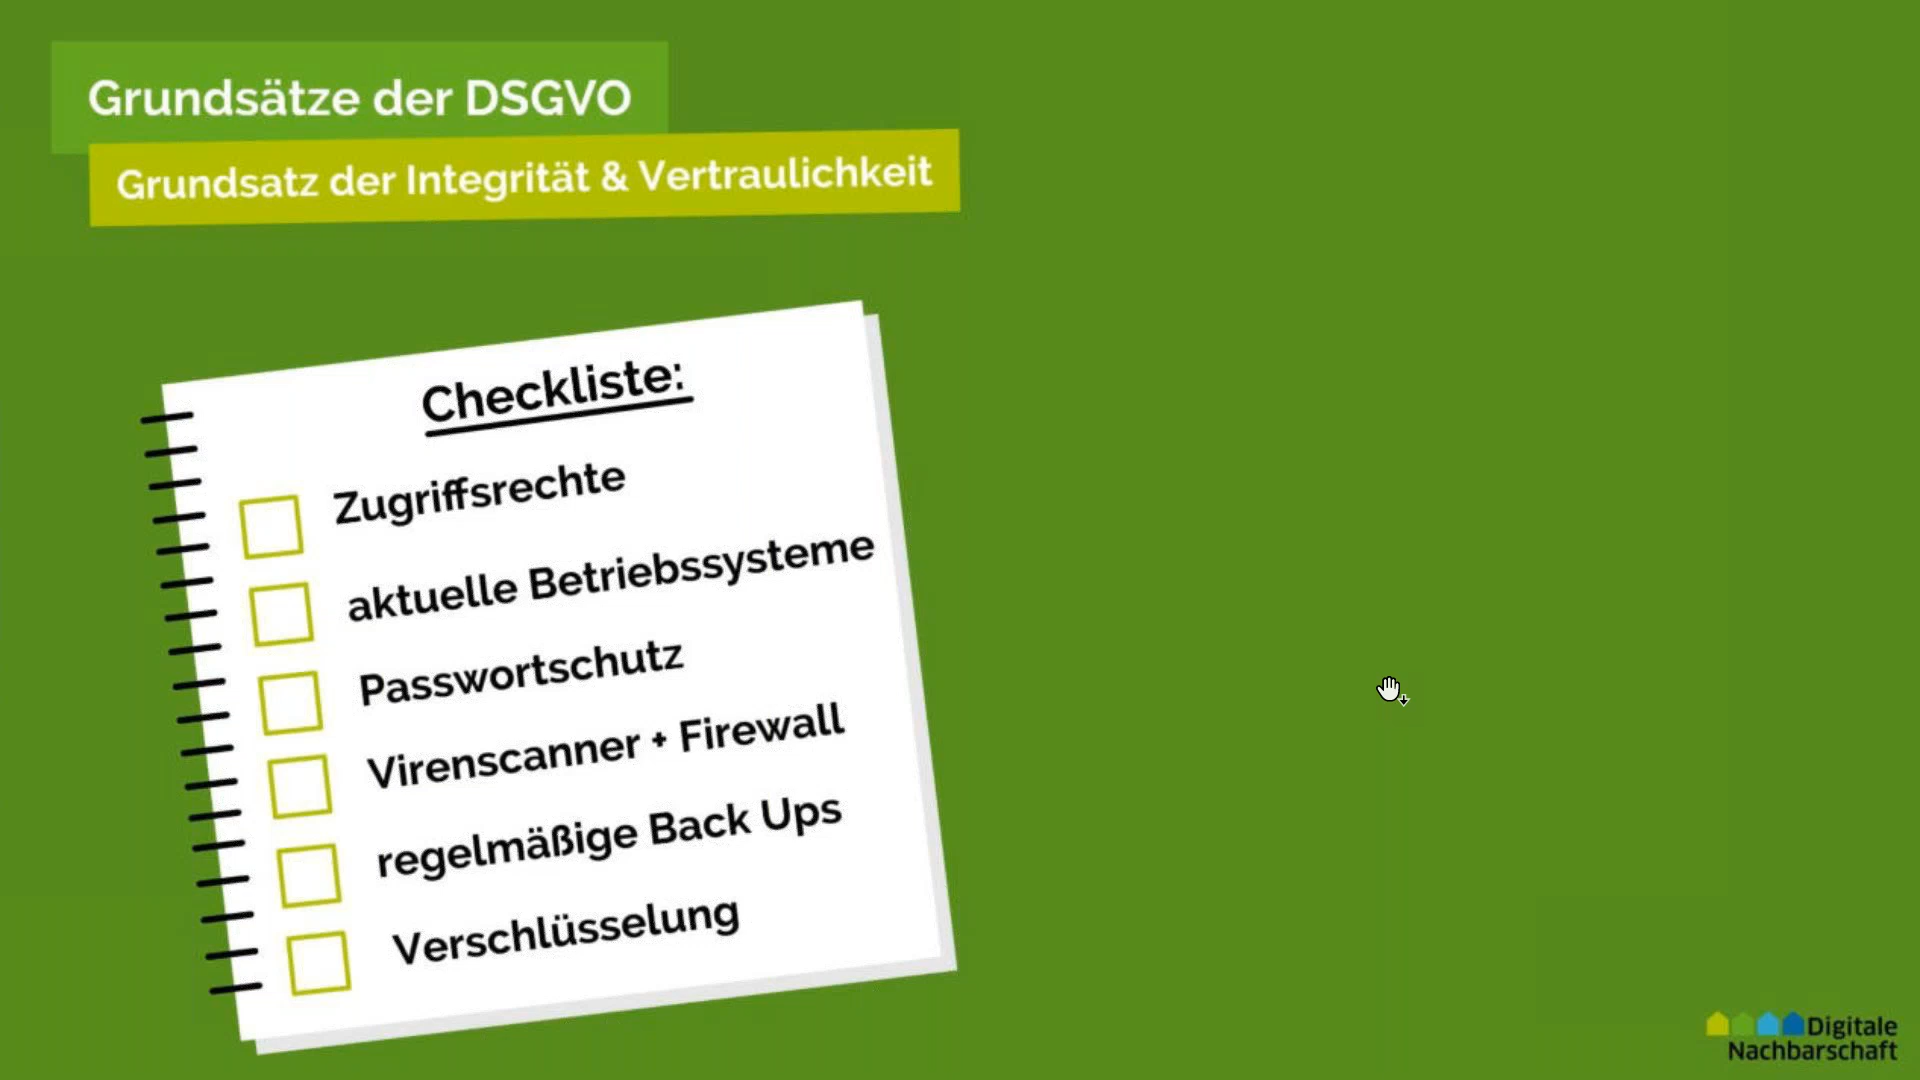 Grundsätze der DSGVO
Grundsatz der Integrität & Vertraulichkeit
Checkliste:
Zugriffsrechte
aktuelle Betriebssysteme
Passwortschutz
Virenscanner + Firewall
regelmäßige Back Ups
Verschlüsselung
Digitale
Nachbarschaft